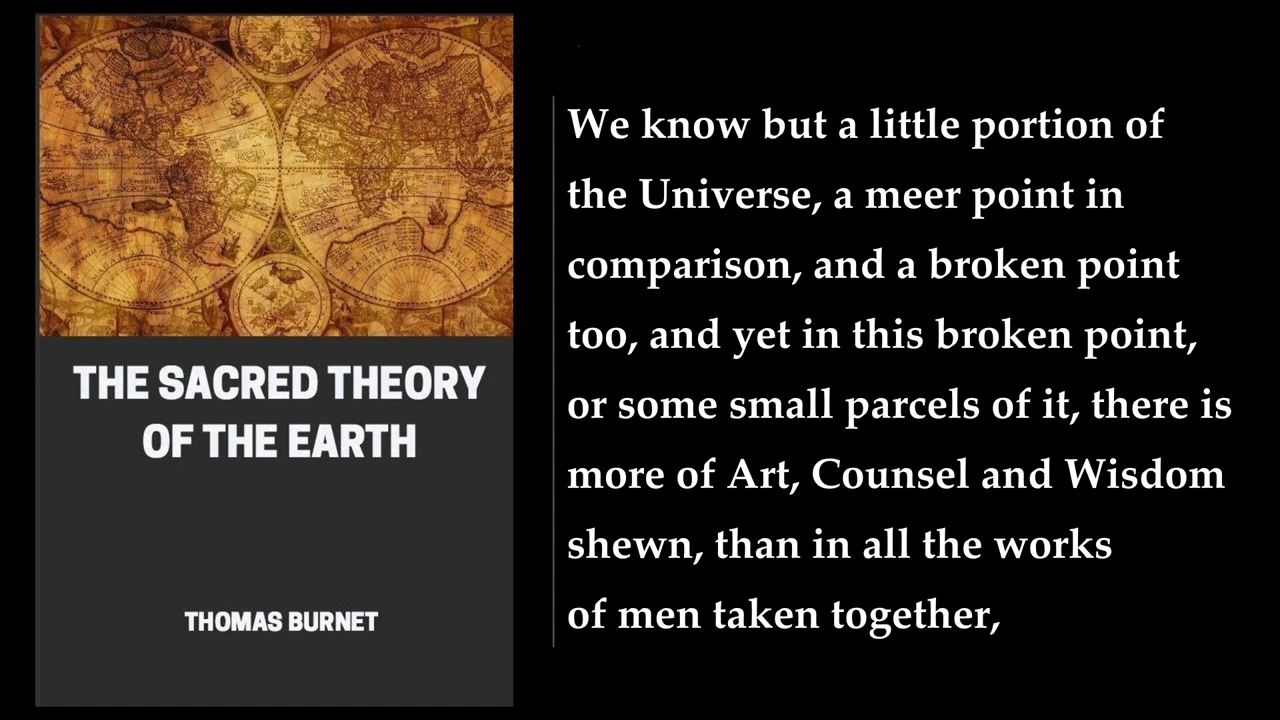 THE SACRED THEORY
OF THE EARTH
THOMAS BURNET
We know but a little portion of
the Universe, a meer point in
comparison, and a broken point
too, and yet in this broken point,
or some small parcels of it, there is
more of Art, Counsel and Wisdom
shewn, than in all the works
of men taken together,